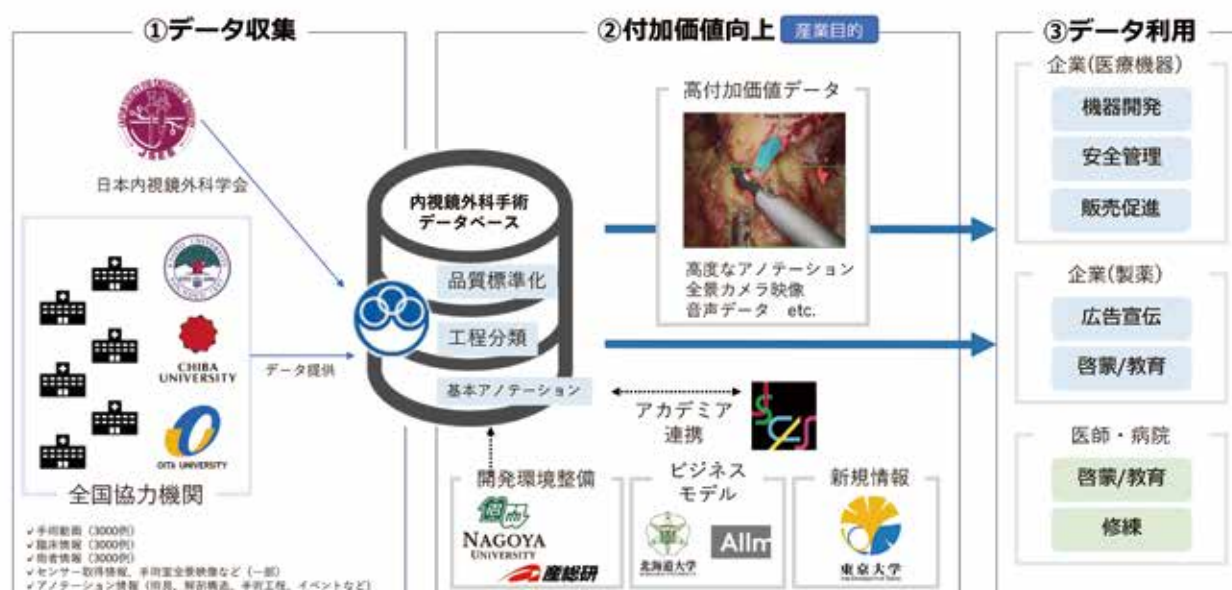 ①データ収集
日本内視鏡外科学会
CHIBA
UNIVERSITY
OITA UNIVERSITY
全国協力機関
データ提供
✓手術動画（3000例）
✓臨床情報（3000例）
✓術者情報（3000例）
✓センサー取得情報、手術室全景映像など（一部）
✓アノテーション情報（術具、解剖構造、手術工程、イベントなど）
②付加価値向上
産業目的
内視鏡外科手術
データベース
品質標準化
工程分類
基本アノテーション
高付加価値データ
高度なアノテーション
全景カメラ映像
音声データ etc.
アカデミア
連携
開発環境整備
NAGOYA
UNIVERSITY
産総研
ビジネス
モデル
北海道大学
Allm
新規情報
東京大学
③データ利用
企業(医療機器)
機器開発
安全管理
販売促進
企業(製薬)
広告宣伝
啓蒙/教育
医師・病院
啓蒙/教育
修練